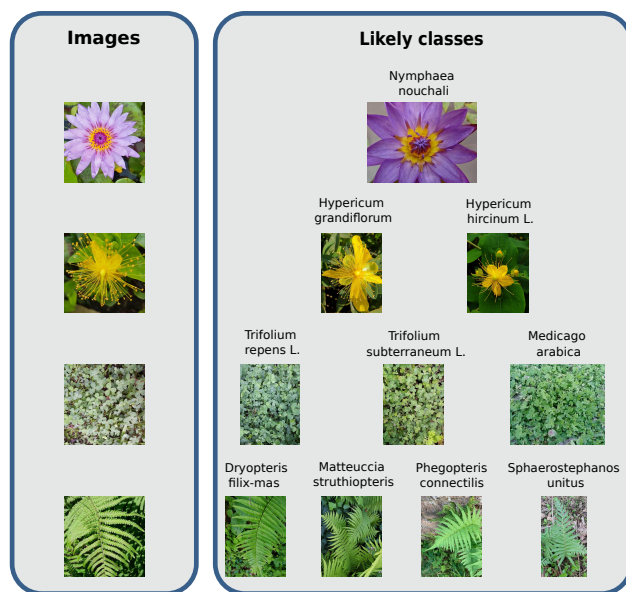 Images
Likely classes
Nymphaea
nouchali
Hypericum
grandiflorum
Hypericum
hircinum L.
Trifolium
repens L.
Trifolium
subterraneum L.
Medicago
arabica
Dryopteris
filix-mas
Matteuccia
struthiopteris
Phegopteris
connectilis
Sphaerostephanos
unitus